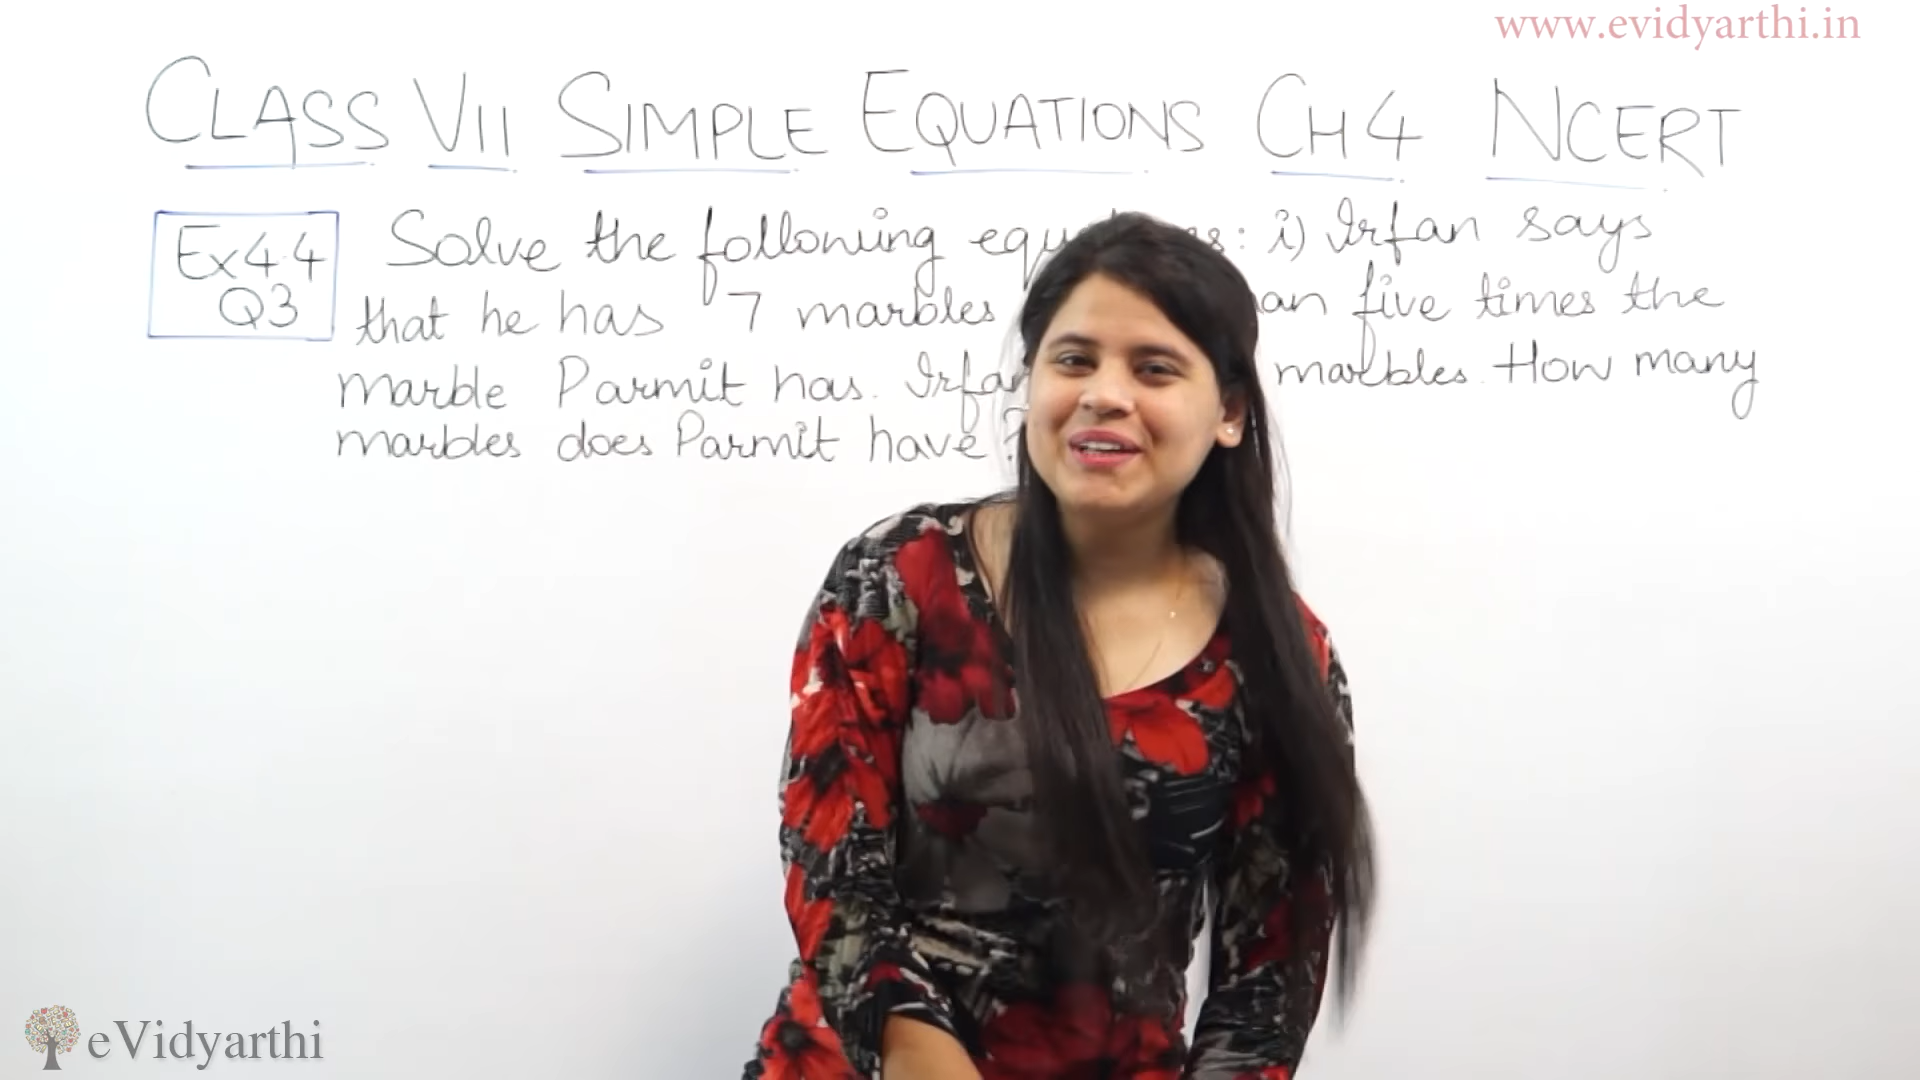 www.evidyarthi.in
CLASS VII SIMPLE EQUATIONS CH 4 NCERT
Ex 4.4
Q3
Solve the following : i) Irfan says
that he has 7 marbles five times the
marble Parmit has. Irfan marbles. How many
marbles does Parmit have ?
eVidyarthi